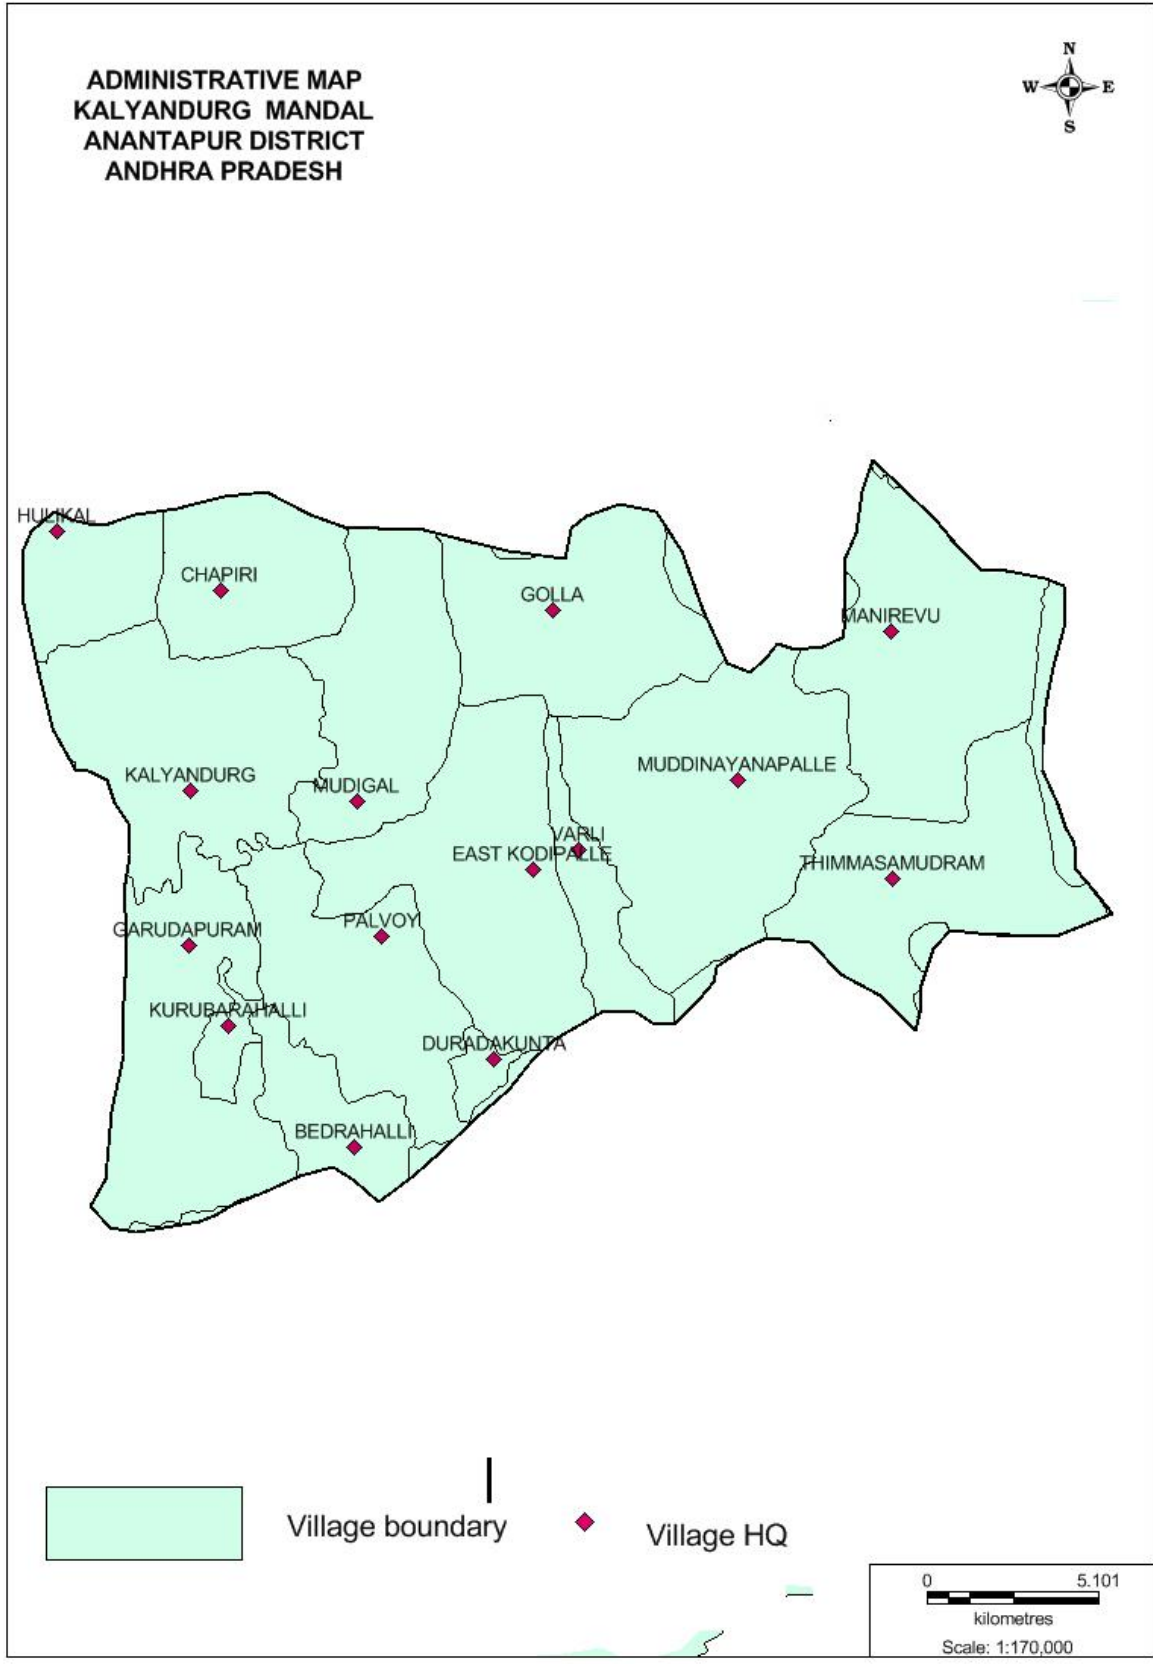 N
W E
S
ADMINISTRATIVE MAP
KALYANDURG MANDAL
ANANTAPUR DISTRICT
ANDHRA PRADESH
HULIKAL
CHAPIRI
GOLLA
MANIREVU
MUDDINAYANAPALLE
KALYANDURG
MUDIGAL
VARLI
EAST KODIPALLE
THIMMASAMUDRAM
PALVOY
GARUDAPURAM
KURUBARAHALLI
DURADAKUNTA
BEDRAHALLI
Village boundary
Village HQ
0 5.101
kilometres
Scale: 1:170,000